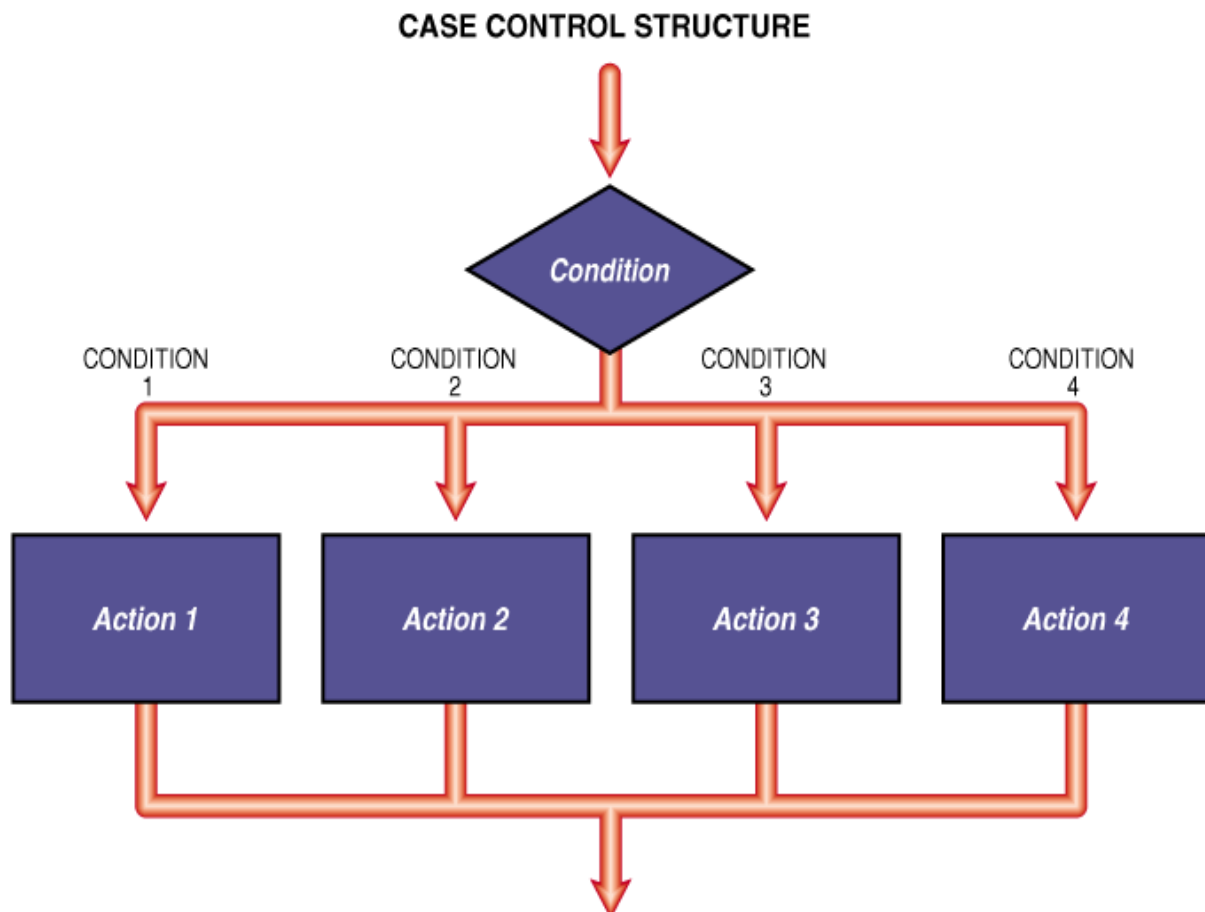 CASE CONTROL STRUCTURE
Condition
CONDITION
1
CONDITION
2
CONDITION
3
CONDITION
4
Action 1
Action 2
Action 3
Action 4